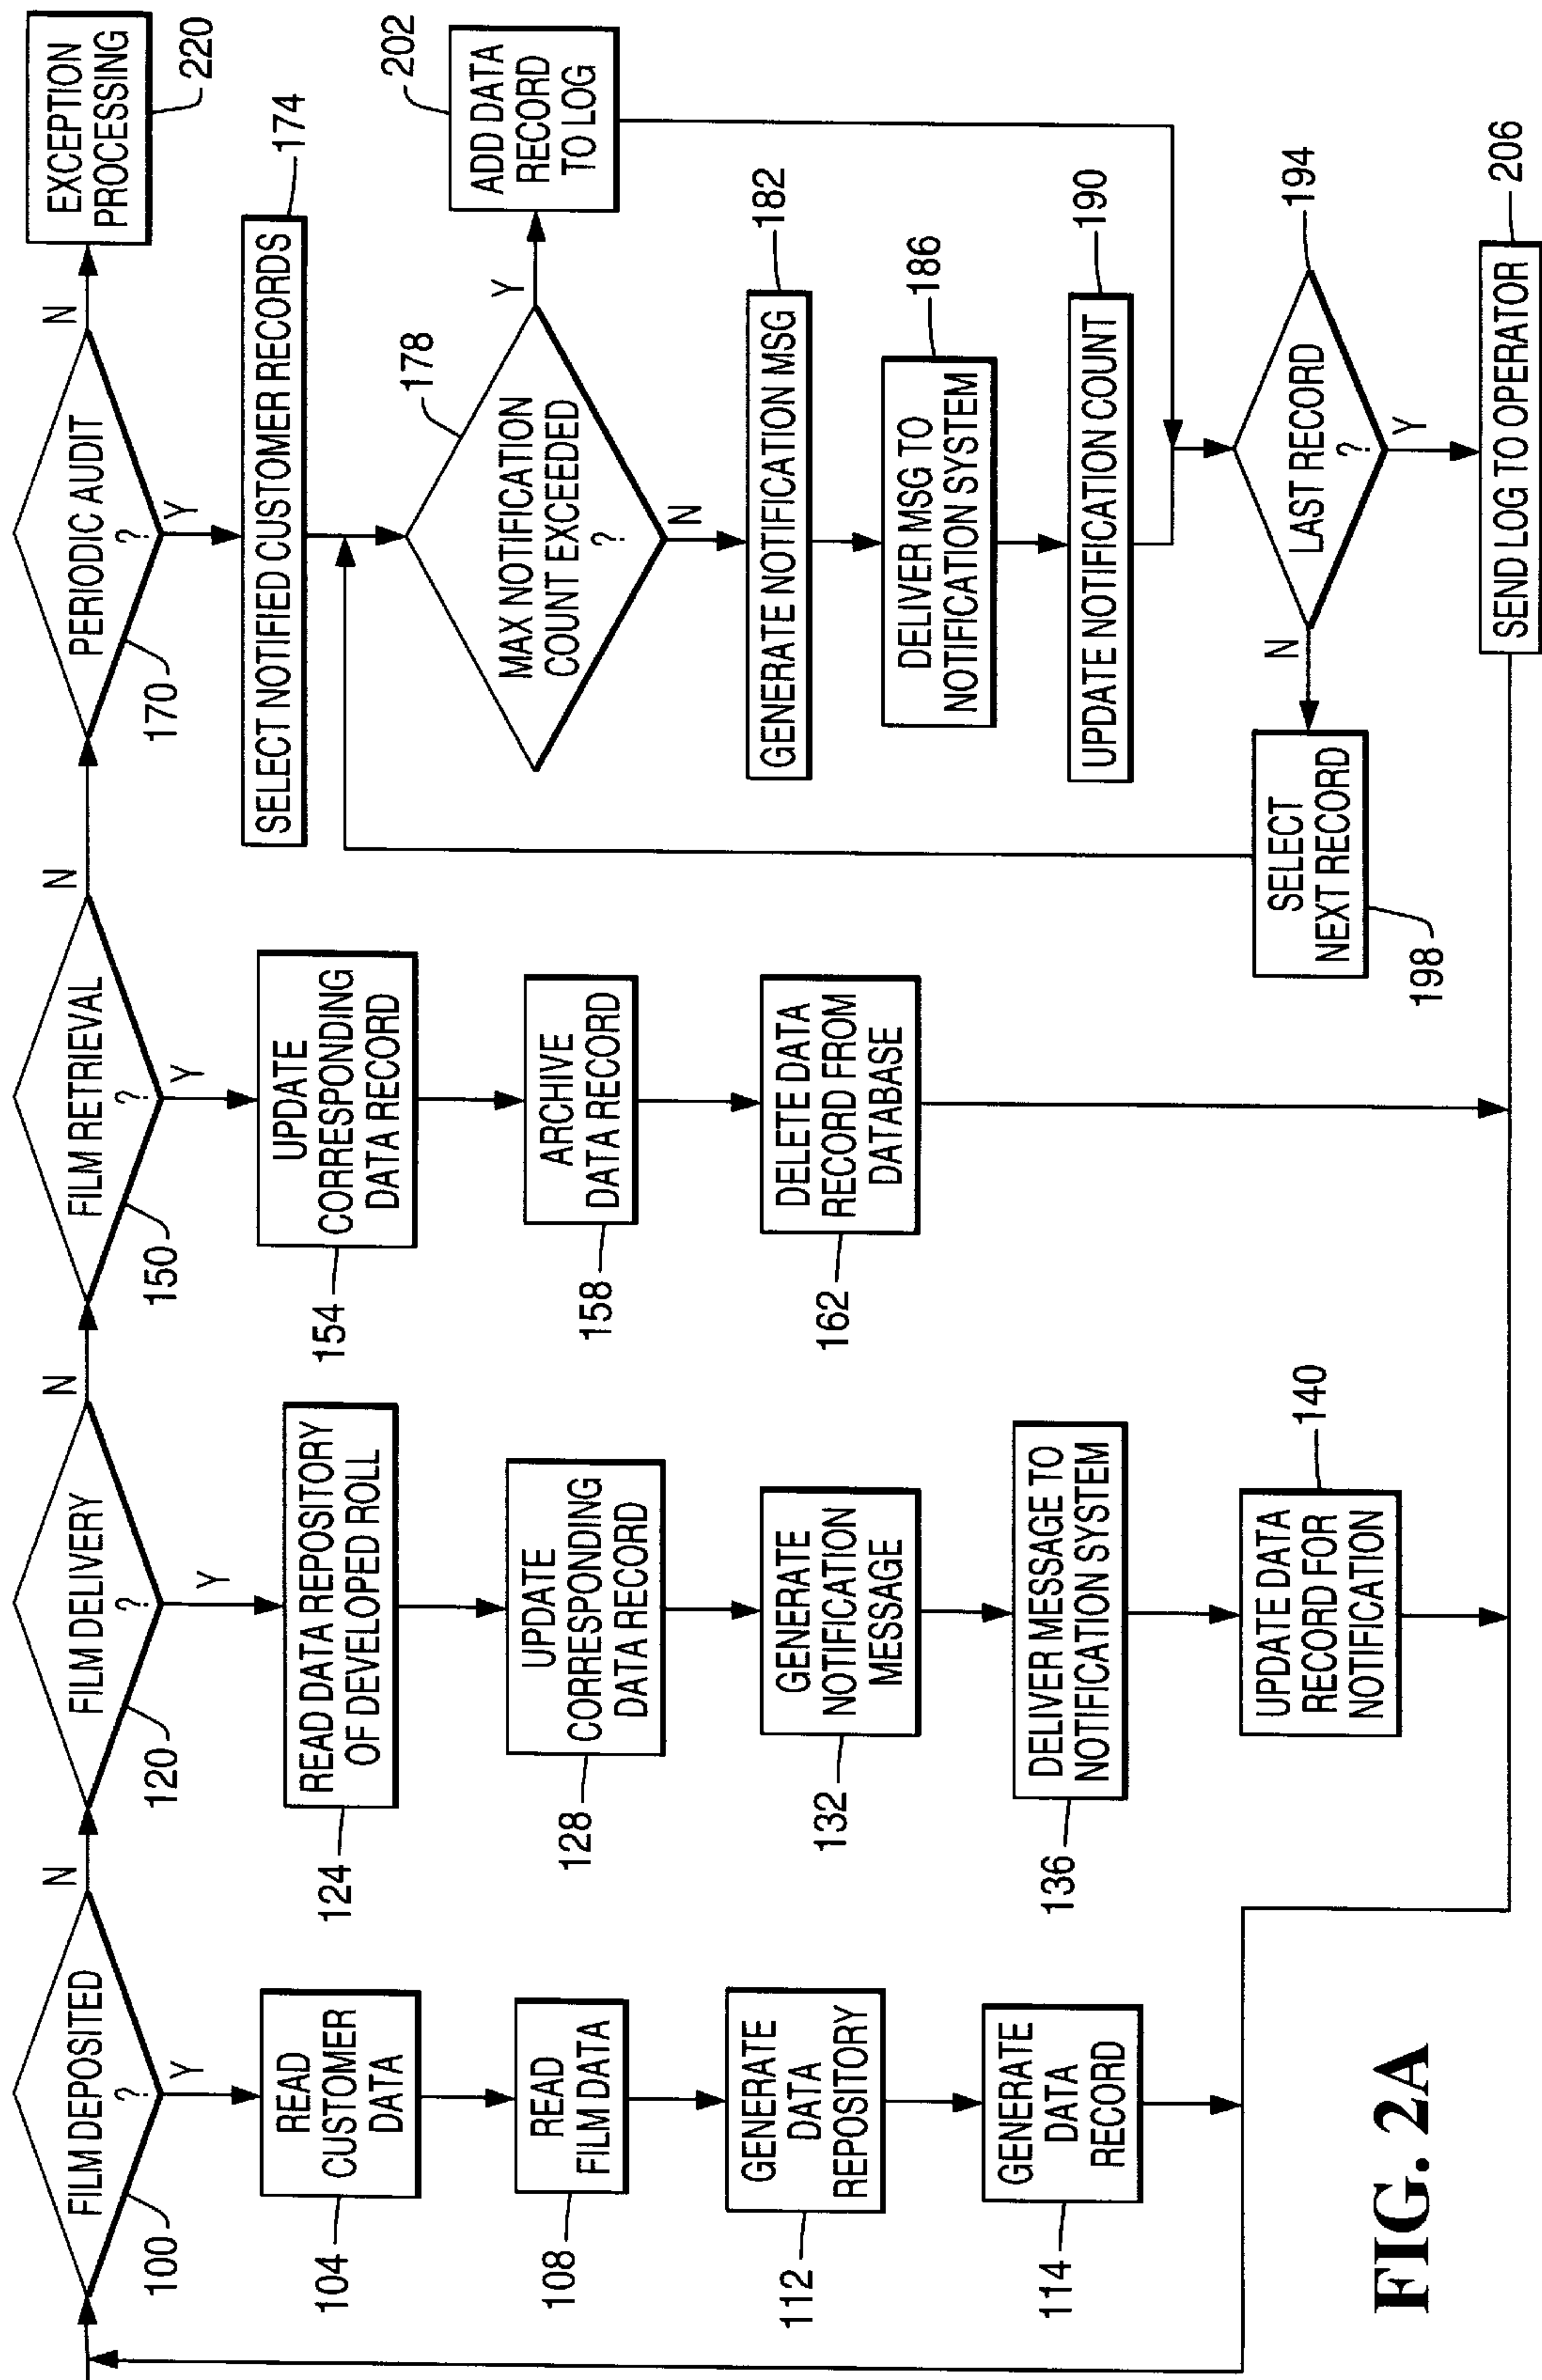 FILM DEPOSITED
?
100
N
Y
READ
CUSTOMER
DATA
104
READ
FILM DATA
108
GENERATE
DATA
REPOSITORY
112
GENERATE
DATA
RECORD
114
FILM DELIVERY
?
120
N
Y
READ DATA REPOSITORY
OF DEVELOPED ROLL
124
UPDATE
CORRESPONDING
DATA RECORD
128
GENERATE
NOTIFICATION
MESSAGE
132
DELIVER MESSAGE TO
NOTIFICATION SYSTEM
136
UPDATE DATA
RECORD FOR
NOTIFICATION
140
FILM RETRIEVAL
?
150
N
Y
UPDATE
CORRESPONDING
DATA RECORD
154
ARCHIVE
DATA RECORD
158
DELETE DATA
RECORD FROM
DATABASE
162
PERIODIC AUDIT
?
170
N
Y
EXCEPTION
PROCESSING
220
SELECT NOTIFIED CUSTOMER RECORDS
174
MAX NOTIFICATION
COUNT EXCEEDED
?
178
Y
N
ADD DATA
RECORD
TO LOG
202
GENERATE NOTIFICATION MSG
182
DELIVER MSG TO
NOTIFICATION SYSTEM
186
UPDATE NOTIFICATION COUNT
190
LAST RECORD
?
194
N
Y
SELECT
NEXT RECORD
198
SEND LOG TO OPERATOR
206
FIG. 2A